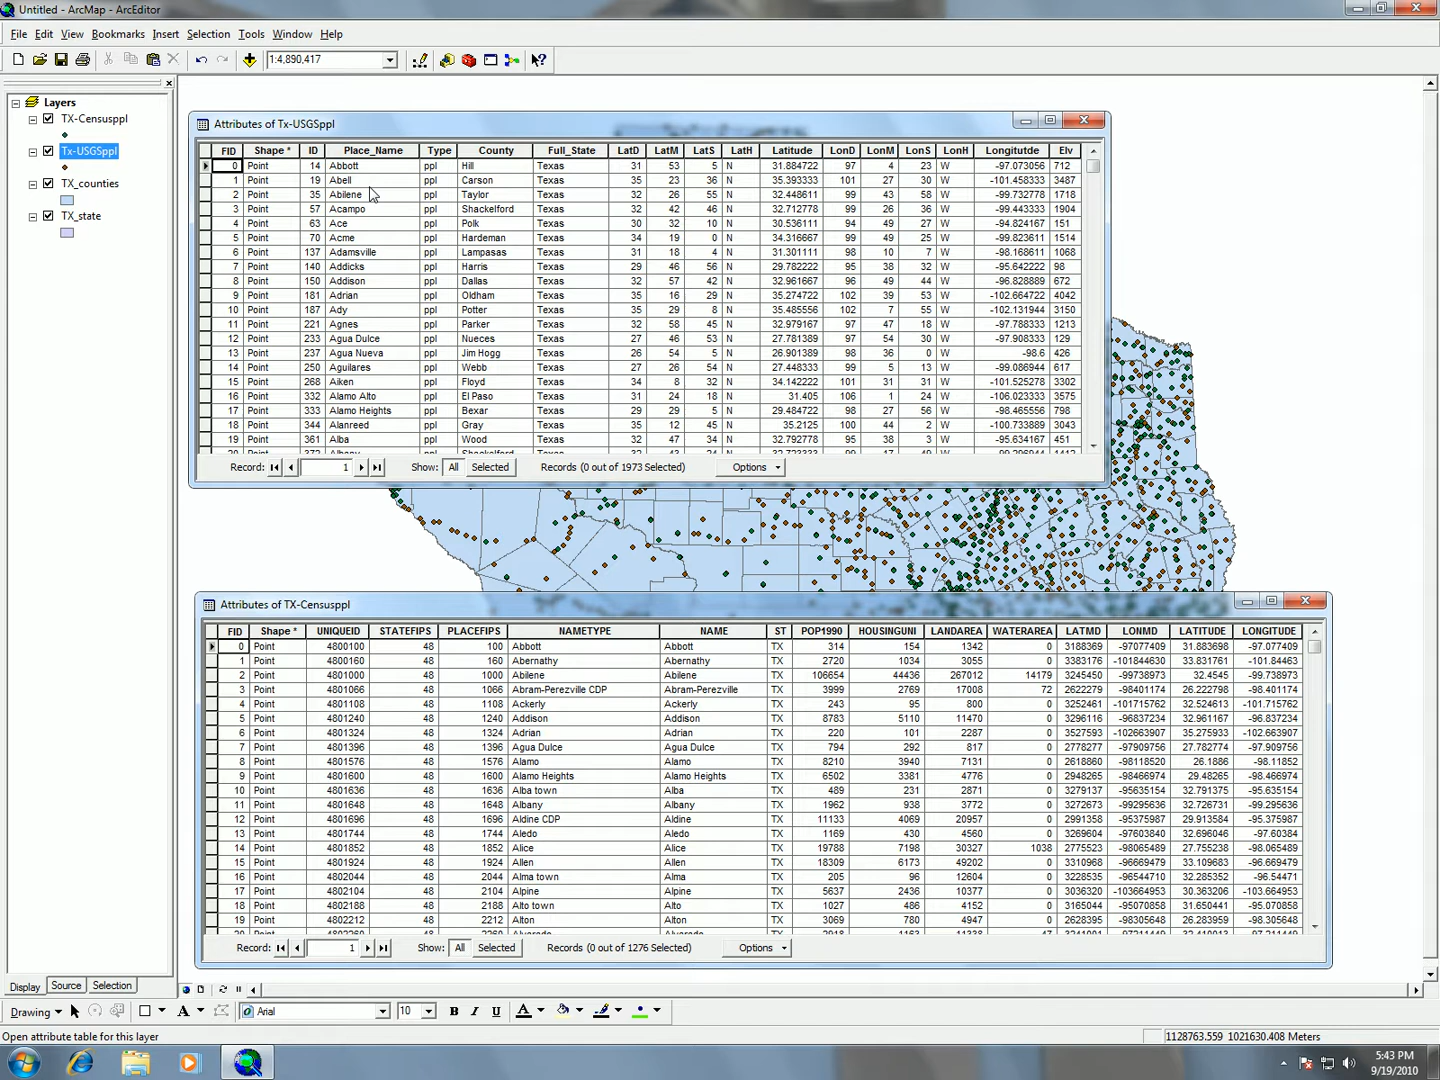 Untitled - ArcMap - ArcEditor
File Edit View Bookmarks Insert Selection Tools Window Help
1:4,890,417
Layers
TX-Censusppl
Tx-USGSppl
TX_counties
TX_state
Attributes of Tx-USGSppl
FID Shape * ID Place_Name Type County Full_State LatD LatM LatS LatH Latitude LonD LonM LonS LonH Longitutde Elv
0 Point 14 Abbott ppl Hill Texas 31 53 5 N 31.884722 97 4 23 W -97.073056 712
1 Point 19 Abell ppl Carson Texas 35 23 36 N 35.393333 101 27 30 W -101.458333 3487
2 Point 35 Abilene ppl Taylor Texas 32 26 55 N 32.448611 99 43 58 W -99.732778 1718
3 Point 57 Acampo ppl Shackelford Texas 32 42 46 N 32.712778 99 26 36 W -99.443333 1904
4 Point 63 Ace ppl Polk Texas 30 32 10 N 30.536111 94 49 27 W -94.824167 151
5 Point 70 Acme ppl Hardeman Texas 34 19 0 N 34.316667 99 49 25 W -99.823611 1514
6 Point 137 Adamsville ppl Lampasas Texas 31 18 4 N 31.301111 98 10 7 W -98.168611 1068
7 Point 140 Addicks ppl Harris Texas 29 46 56 N 29.782222 95 38 32 W -95.642222 98
8 Point 150 Addison ppl Dallas Texas 32 57 42 N 32.961667 96 49 44 W -96.828889 672
9 Point 181 Adrian ppl Oldham Texas 35 16 29 N 35.274722 102 39 53 W -102.664722 4042
10 Point 187 Ady ppl Potter Texas 35 29 8 N 35.485556 102 7 55 W -102.131944 3150
11 Point 221 Agnes ppl Parker Texas 32 58 45 N 32.979167 97 47 18 W -97.788333 1213
12 Point 233 Agua Dulce ppl Nueces Texas 27 46 53 N 27.781389 97 54 30 W -97.908333 129
13 Point 237 Agua Nueva ppl Jim Hogg Texas 26 54 5 N 26.901389 98 36 0 W -98.6 426
14 Point 250 Aguilares ppl Webb Texas 27 26 54 N 27.448333 99 5 13 W -99.086944 617
15 Point 268 Aiken ppl Floyd Texas 34 8 32 N 34.142222 101 31 31 W -101.525278 3302
16 Point 332 Alamo Alto ppl El Paso Texas 31 24 18 N 31.405 106 1 24 W -106.023333 3575
17 Point 333 Alamo Heights ppl Bexar Texas 29 29 5 N 29.484722 98 27 56 W -98.465556 798
18 Point 344 Alanreed ppl Gray Texas 35 12 45 N 35.2125 100 44 2 W -100.733889 3043
19 Point 361 Alba ppl Wood Texas 32 47 34 N 32.792778 95 38 3 W -95.634167 451
Record: 1 Show: All Selected Records (0 out of 1973 Selected) Options
Attributes of TX-Censusppl
FID Shape * UNIQUEID STATEFIPS PLACEFIPS NAMETYPE NAME ST POP1990 HOUSINGUNI LANDAREA WATERAREA LATMD LONMD LATITUDE LONGITUDE
0 Point 4800100 48 100 Abbott Abbott TX 314 154 1342 0 3188369 -97077409 31.883698 -97.077409
1 Point 4800160 48 160 Abernathy Abernathy TX 2720 1034 3055 0 3383176 -101844630 33.831761 -101.84463
2 Point 4801000 48 1000 Abilene Abilene TX 106654 44436 267012 14179 3245450 -99738973 32.4545 -99.738973
3 Point 4801066 48 1066 Abram-Perezville CDP Abram-Perezville TX 3999 2769 17008 72 2622279 -98401174 26.222798 -98.401174
4 Point 4801108 48 1108 Ackerly Ackerly TX 243 95 800 0 3252461 -101715762 32.524613 -101.715762
5 Point 4801240 48 1240 Addison Addison TX 8783 5110 11470 0 3296116 -96837234 32.961167 -96.837234
6 Point 4801324 48 1324 Adrian Adrian TX 220 101 2287 0 3527593 -102663907 35.275933 -102.663907
7 Point 4801396 48 1396 Agua Dulce Agua Dulce TX 794 292 817 0 2778277 -97909756 27.782774 -97.909756
8 Point 4801576 48 1576 Alamo Alamo TX 8210 3940 7131 0 2618860 -98118520 26.1886 -98.11852
9 Point 4801600 48 1600 Alamo Heights Alamo Heights TX 6502 3381 4776 0 2948265 -98466974 29.48265 -98.466974
10 Point 4801636 48 1636 Alba town Alba TX 489 231 2871 0 3279137 -95635154 32.791375 -95.635154
11 Point 4801648 48 1648 Albany Albany TX 1962 938 3772 0 3272673 -99295636 32.726731 -99.295636
12 Point 4801696 48 1696 Aldine CDP Aldine TX 11133 4069 20957 0 2991358 -95375987 29.913584 -95.375987
13 Point 4801744 48 1744 Aledo Aledo TX 1169 430 4560 0 3269604 -97603840 32.696046 -97.60384
14 Point 4801852 48 1852 Alice Alice TX 19788 7198 30327 1038 2775523 -98065489 27.755238 -98.065489
15 Point 4801924 48 1924 Allen Allen TX 18309 6173 49202 0 3310968 -96669479 33.109683 -96.669479
16 Point 4802044 48 2044 Alma town Alma TX 205 96 12604 0 3228535 -96544710 32.285352 -96.54471
17 Point 4802104 48 2104 Alpine Alpine TX 5637 2436 10377 0 3036320 -103664953 30.363206 -103.664953
18 Point 4802188 48 2188 Alto town Alto TX 1027 486 4152 0 3165044 -95070858 31.650441 -95.070858
19 Point 4802212 48 2212 Alton Alton TX 3069 780 4947 0 2628395 -98305648 26.283959 -98.305648
Record: 1 Show: All Selected Records (0 out of 1276 Selected) Options
Display Source Selection
Drawing A Arial 10 B I U A
Open attribute table for this layer
1128763.559 1021630.408 Meters
5:43 PM
9/19/2010